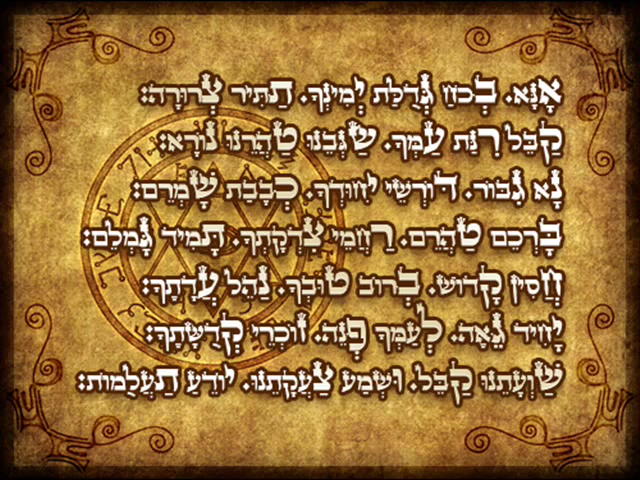 אָנָּא. בְּכֹחַ גְּדֻלַּת יְמִינְךָ. תַּתִּיר צְרוּרָה:
קַבֵּל רִנַּת עַמְּךָ. שַׂגְּבֵנוּ טַהֲרֵנוּ נוֹרָא:
נָא גִבּוֹר. דּוֹרְשֵׁי יִחוּדְךָ. כְּבָבַת שָׁמְרֵם:
בָּרְכֵם טַהֲרֵם. רַחֲמֵי צִדְקָתְךָ. תָּמִיד גָּמְלֵם:
חֲסִין קָדוֹשׁ. בְּרוֹב טוּבְךָ. נַהֵל עֲדָתֶךָ:
יָחִיד גֵּאֶה. לְעַמְּךָ פְּנֵה. זוֹכְרֵי קְדֻשָּׁתֶךָ:
שַׁוְעָתֵנוּ קַבֵּל. וּשְׁמַע צַעֲקָתֵנוּ. יוֹדֵעַ תַּעֲלֻמוֹת: